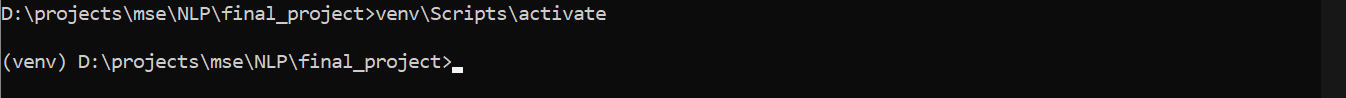 D:\projects\mse\NLP\final_project>venv\Scripts\activate
(venv) D:\projects\mse\NLP\final_project>